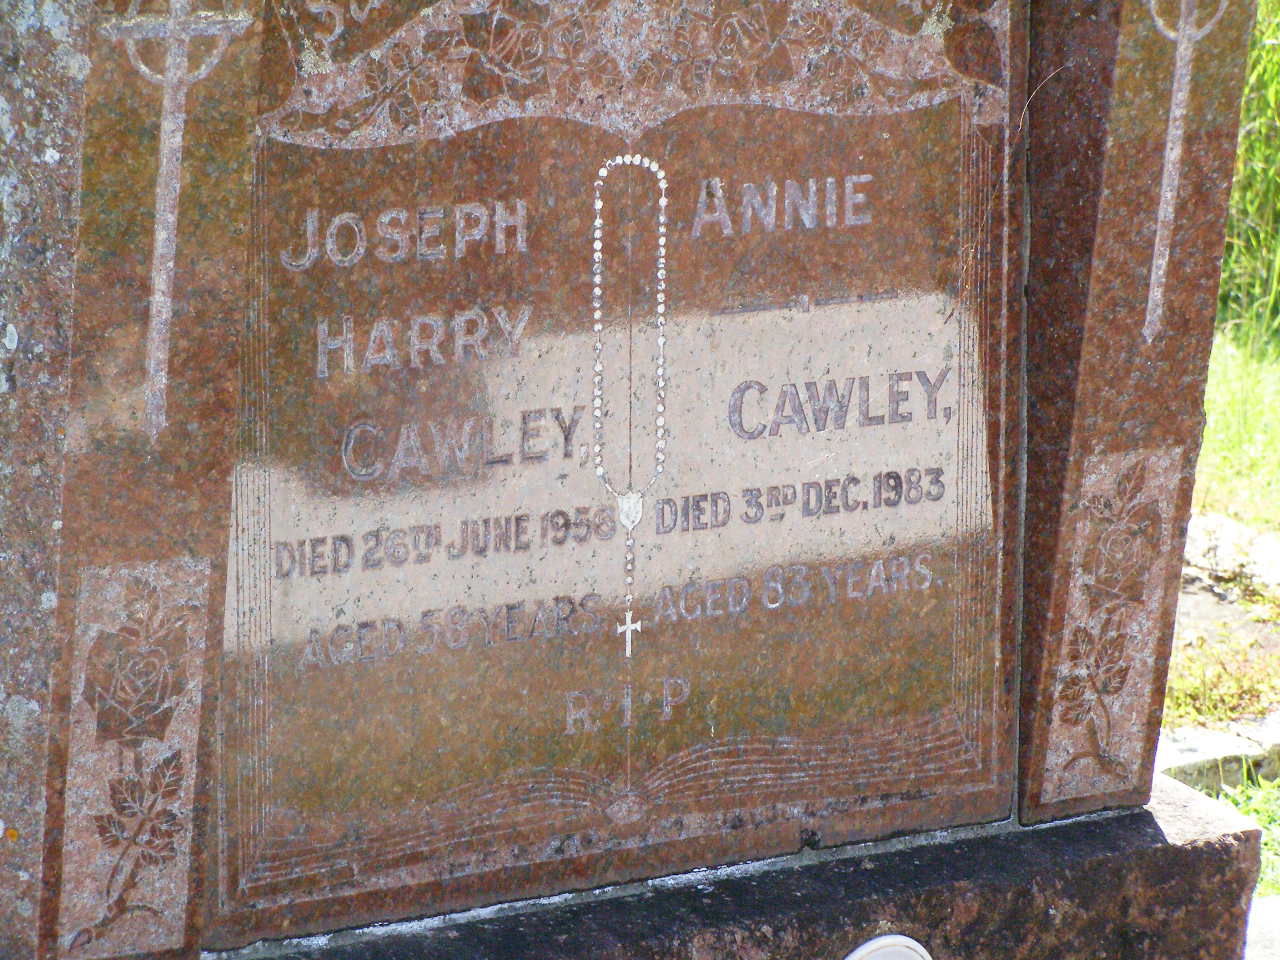 JOSEPH
HARRY
CAWLEY,
DIED 26TH JUNE 1958
AGED 58 YEARS
ANNIE
CAWLEY,
DIED 3RD DEC. 1983
AGED 83 YEARS.
R·I·P